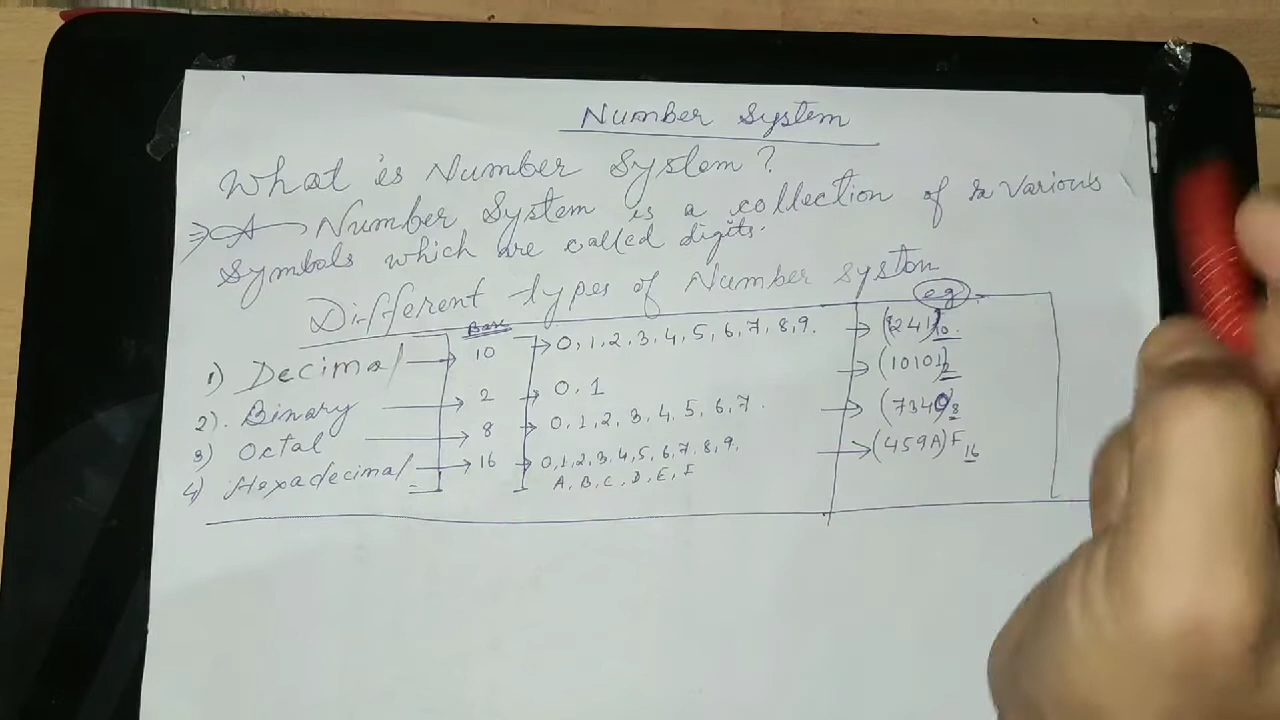 Number System
What is Number System?
⇒ A Number System is a collection of various
Symbols which are called digits.
Different types of Number system
Base
e.g
1) Decimal → 10 → 0, 1, 2, 3, 4, 5, 6, 7, 8, 9. → (1241)10.
2). Binary → 2 → 0, 1 → (10101)2
3) Octal → 8 → 0, 1, 2, 3, 4, 5, 6, 7. → (7340)8
4) Hexadecimal → 16 → 0, 1, 2, 3, 4, 5, 6, 7, 8, 9, → (459A)F16
A, B, C, D, E, F